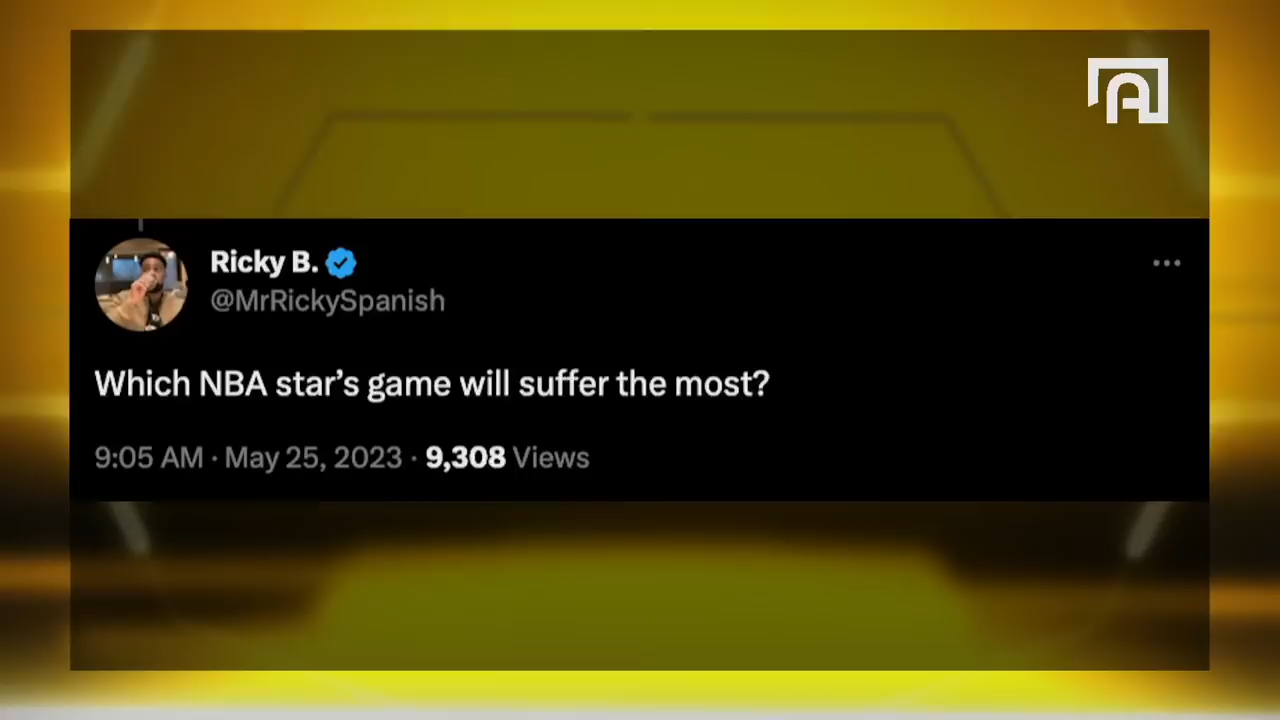 Ricky B.
@MrRickySpanish
Which NBA star’s game will suffer the most?
9:05 AM · May 25, 2023 · 9,308 Views